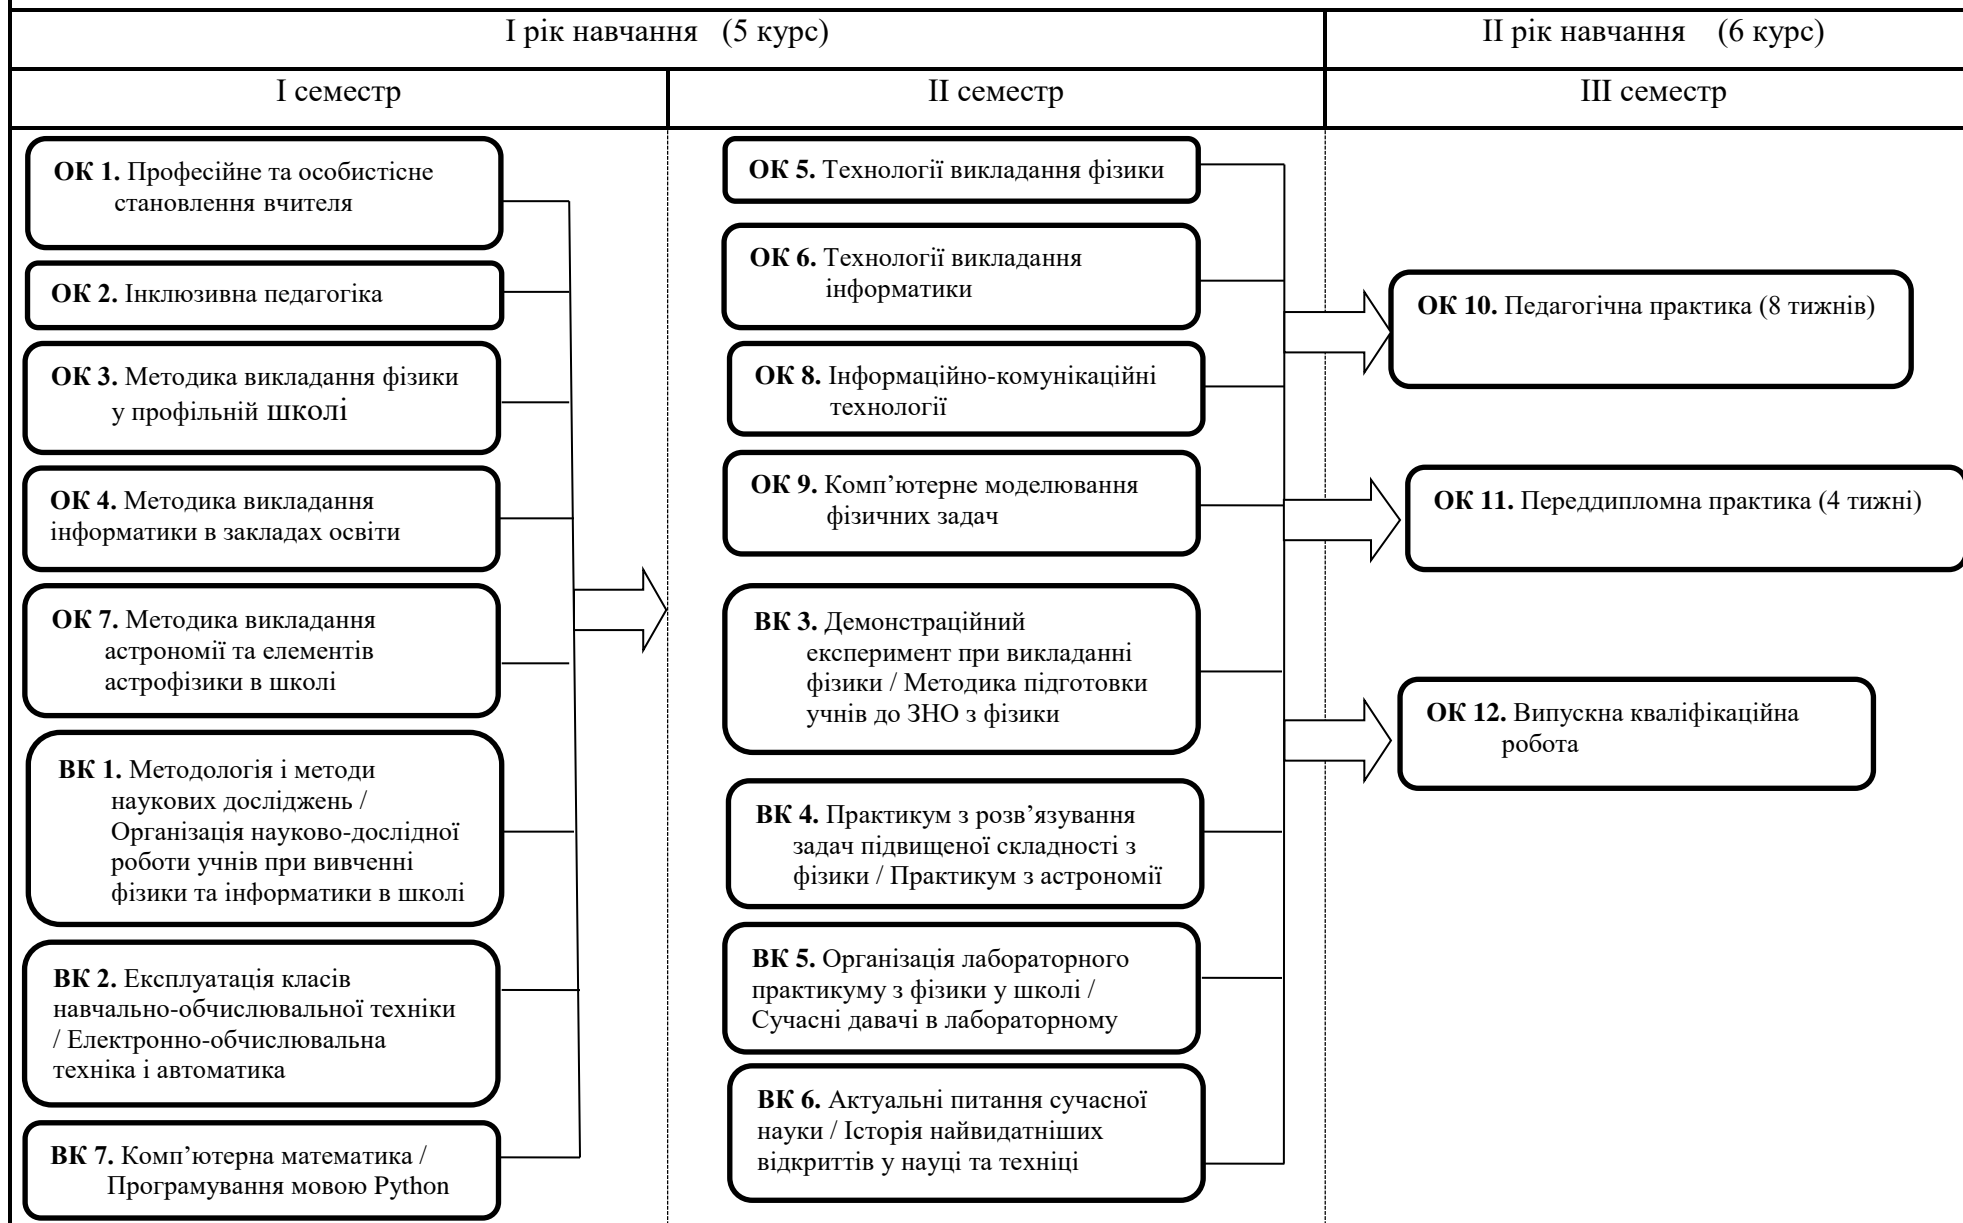 І рік навчання (5 курс)
ІІ рік навчання (6 курс)
І семестр
ІІ семестр
ІІІ семестр
ОК 1. Професійне та особистісне
становлення вчителя
ОК 2. Інклюзивна педагогіка
ОК 3. Методика викладання фізики
у профільній школі
ОК 4. Методика викладання
інформатики в закладах освіти
ОК 7. Методика викладання
астрономії та елементів
астрофізики в школі
ВК 1. Методологія і методи
наукових досліджень /
Організація науково-дослідної
роботи учнів при вивченні
фізики та інформатики в школі
ВК 2. Експлуатація класів
навчально-обчислювальної техніки
/ Електронно-обчислювальна
техніка і автоматика
ВК 7. Комп’ютерна математика /
Програмування мовою Python
ОК 5. Технології викладання фізики
ОК 6. Технології викладання
інформатики
ОК 8. Інформаційно-комунікаційні
технології
ОК 9. Комп’ютерне моделювання
фізичних задач
ВК 3. Демонстраційний
експеримент при викладанні
фізики / Методика підготовки
учнів до ЗНО з фізики
ВК 4. Практикум з розв’язування
задач підвищеної складності з
фізики / Практикум з астрономії
ВК 5. Організація лабораторного
практикуму з фізики у школі /
Сучасні давачі в лабораторному
ВК 6. Актуальні питання сучасної
науки / Історія найвидатніших
відкриттів у науці та техніці
ОК 10. Педагогічна практика (8 тижнів)
ОК 11. Переддипломна практика (4 тижні)
ОК 12. Випускна кваліфікаційна
робота